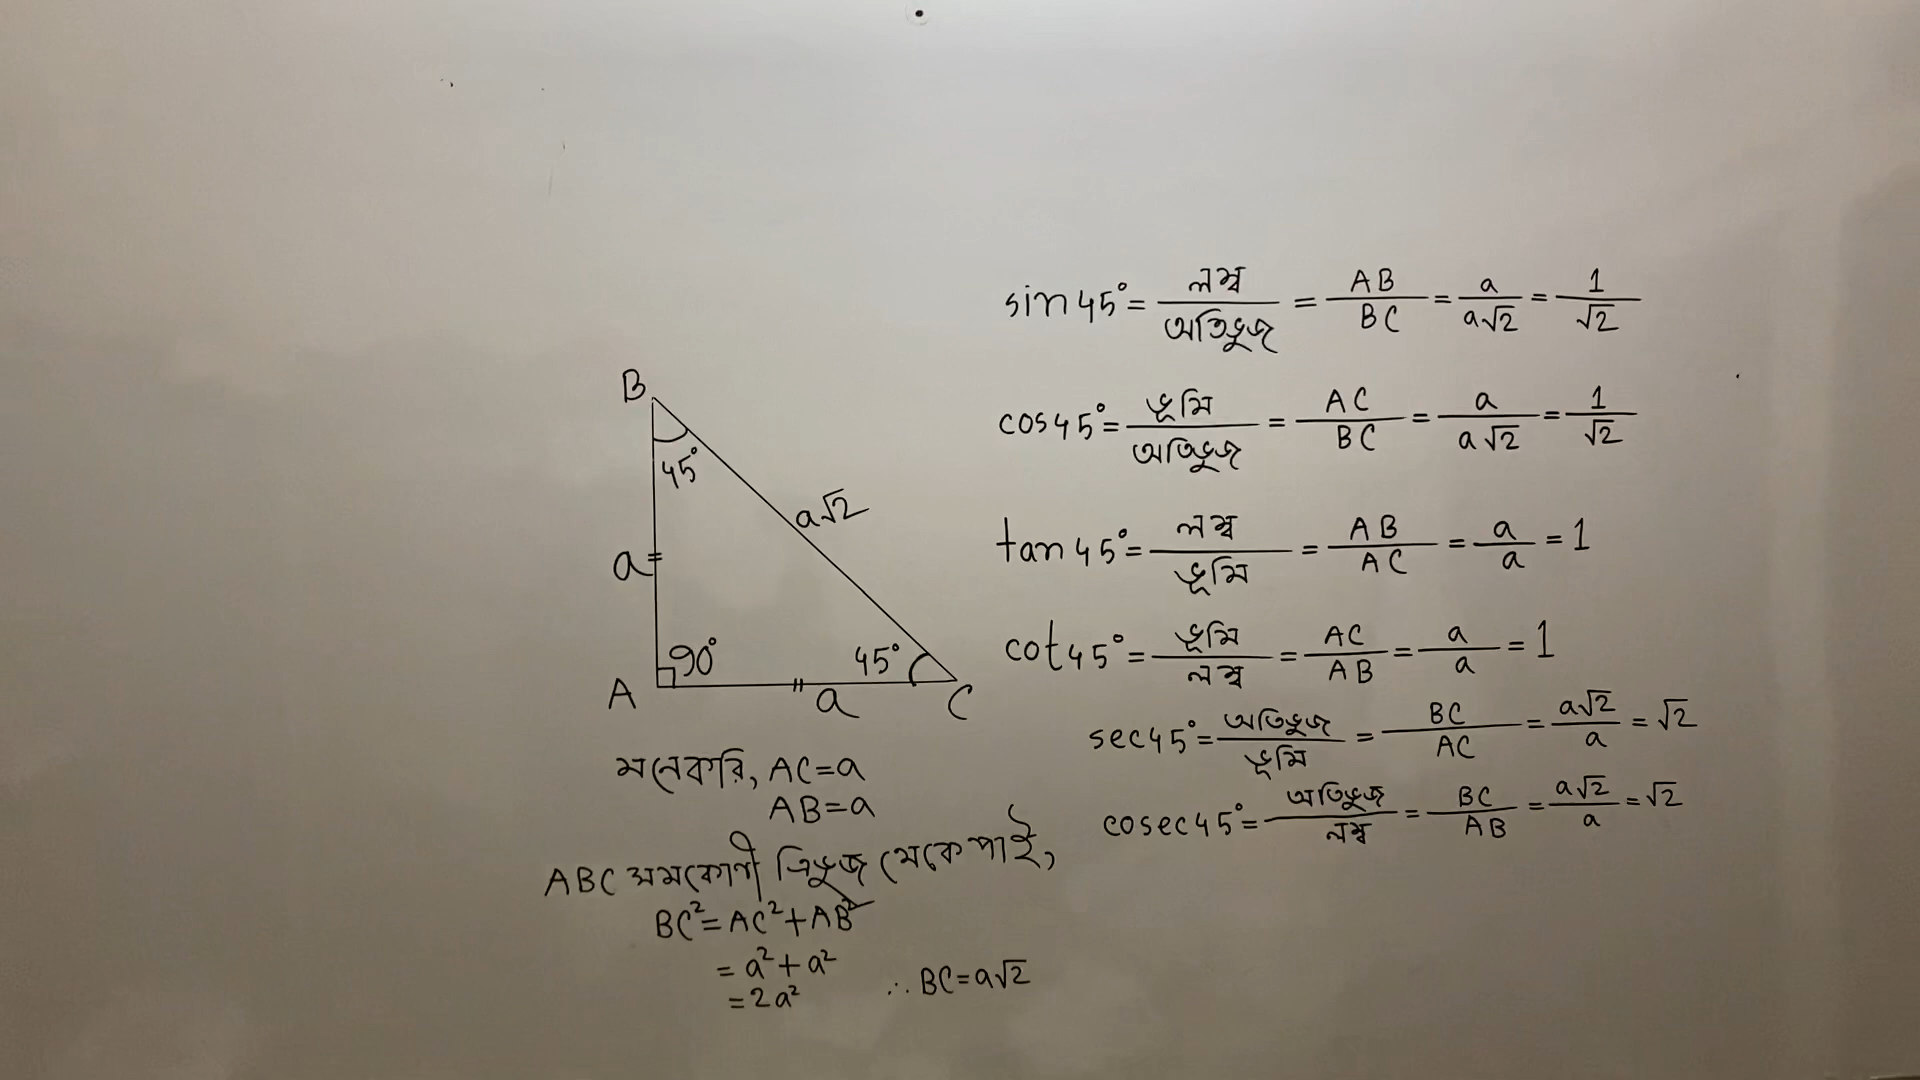 B
45°
a√2
a
90°
45°
A
a
C
মনেকরি, AC=a
AB=a
ABC সমকোণী ত্রিভুজ থেকে পাই,
BC²= AC²+AB²
= a²+a²
=2a²
∴ BC=a√2
sin45°= লম্ব/অতিভুজ = AB/BC = a/a√2 = 1/√2
cos45°= ভূমি/অতিভুজ = AC/BC = a/a√2 = 1/√2
tan45°= লম্ব/ভূমি = AB/AC = a/a = 1
cot45°= ভূমি/লম্ব = AC/AB = a/a = 1
sec45°= অতিভুজ/ভূমি = BC/AC = a√2/a = √2
cosec45°= অতিভুজ/লম্ব = BC/AB = a√2/a = √2